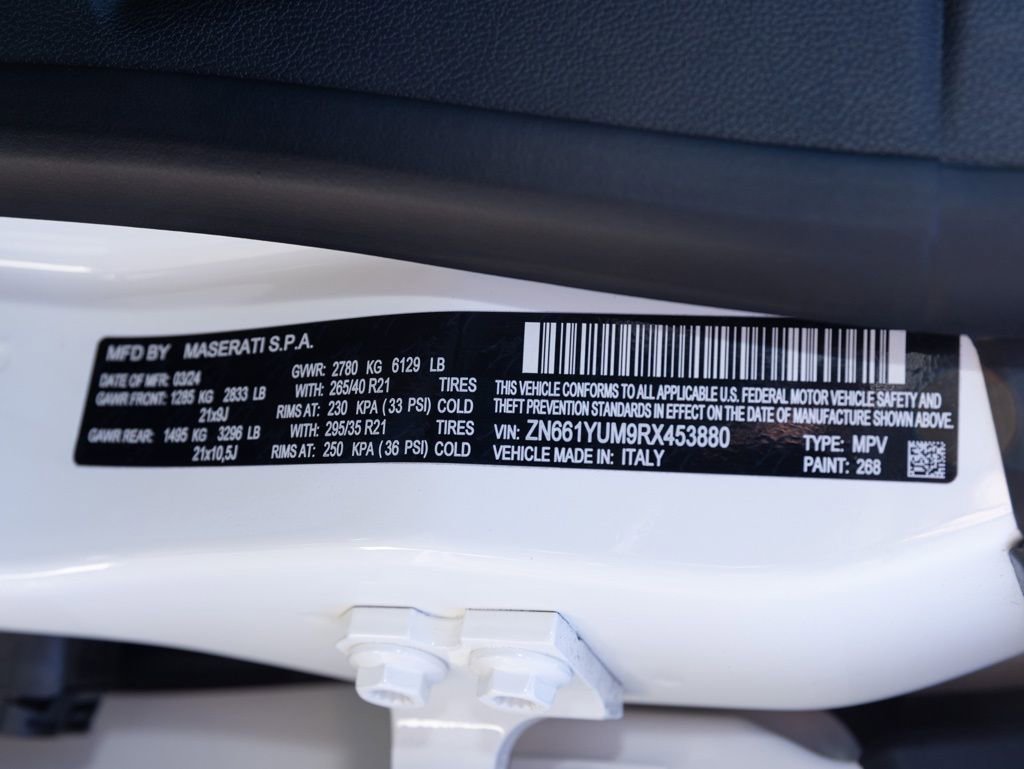 MFD BY MASERATI S.P.A.
DATE OF MFR: 03/24
GVWR: 2780 KG 6129 LB
GAWR FRONT: 1285 KG 2833 LB
WITH: 265/40 R21 TIRES
21x9J
RIMS AT: 230 KPA (33 PSI) COLD
GAWR REAR: 1495 KG 3296 LB
WITH: 295/35 R21 TIRES
21x10,5J
RIMS AT: 250 KPA (36 PSI) COLD
THIS VEHICLE CONFORMS TO ALL APPLICABLE U.S. FEDERAL MOTOR VEHICLE SAFETY AND
THEFT PREVENTION STANDARDS IN EFFECT ON THE DATE OF MANUFACTURE SHOWN ABOVE.
VIN: ZN661YUM9RX453880
TYPE: MPV
VEHICLE MADE IN: ITALY
PAINT: 268